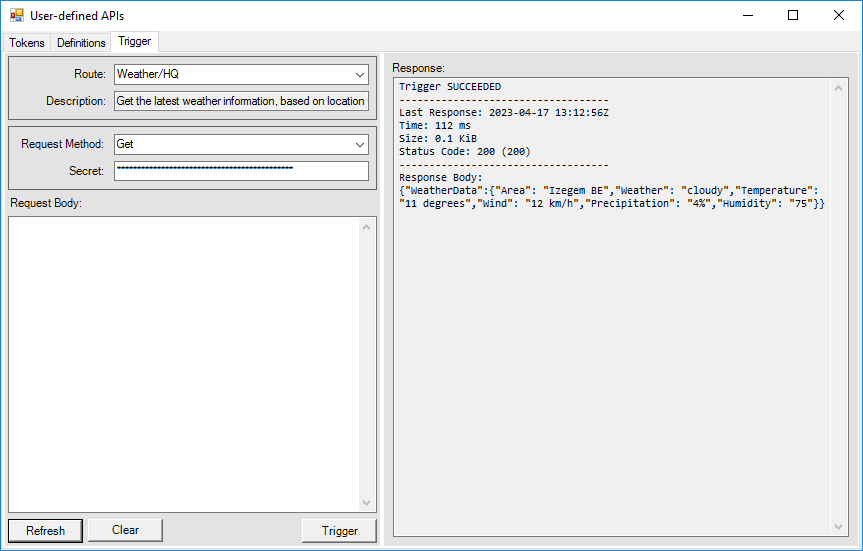 User-defined APIs
Tokens Definitions Trigger
Route: Weather/HQ
Description: Get the latest weather infomation, based on location
Request Method: Get
Secret: ********************************************
Request Body:
Refresh Clear Trigger
Response:
Trigger SUCCEEDED
-----------------------------------
Last Response: 2023-04-17 13:12:56Z
Time: 112 ms
Size: 0.1 KiB
Status Code: 200 (200)
-----------------------------------
Response Body:
{"WeatherData":{"Area": "Izegem BE","Weather": "cloudy","Temperature":
"11 degrees","Wind": "12 km/h","Precipitation": "4%","Humidity": "75"}}